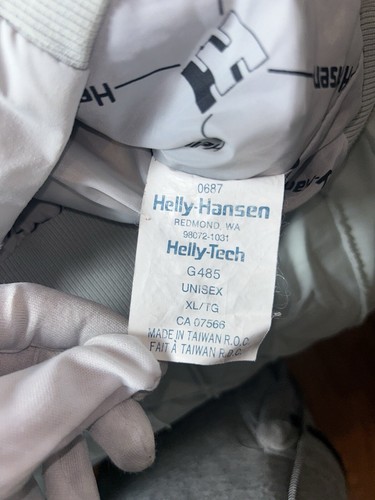 0687
Helly-Hansen
REDMOND, WA
98072-1031
Helly-Tech
G485
UNISEX
XL/TG
CA 07566
MADE IN TAIWAN R.O.C.
FAIT À TAIWAN R.O.C.